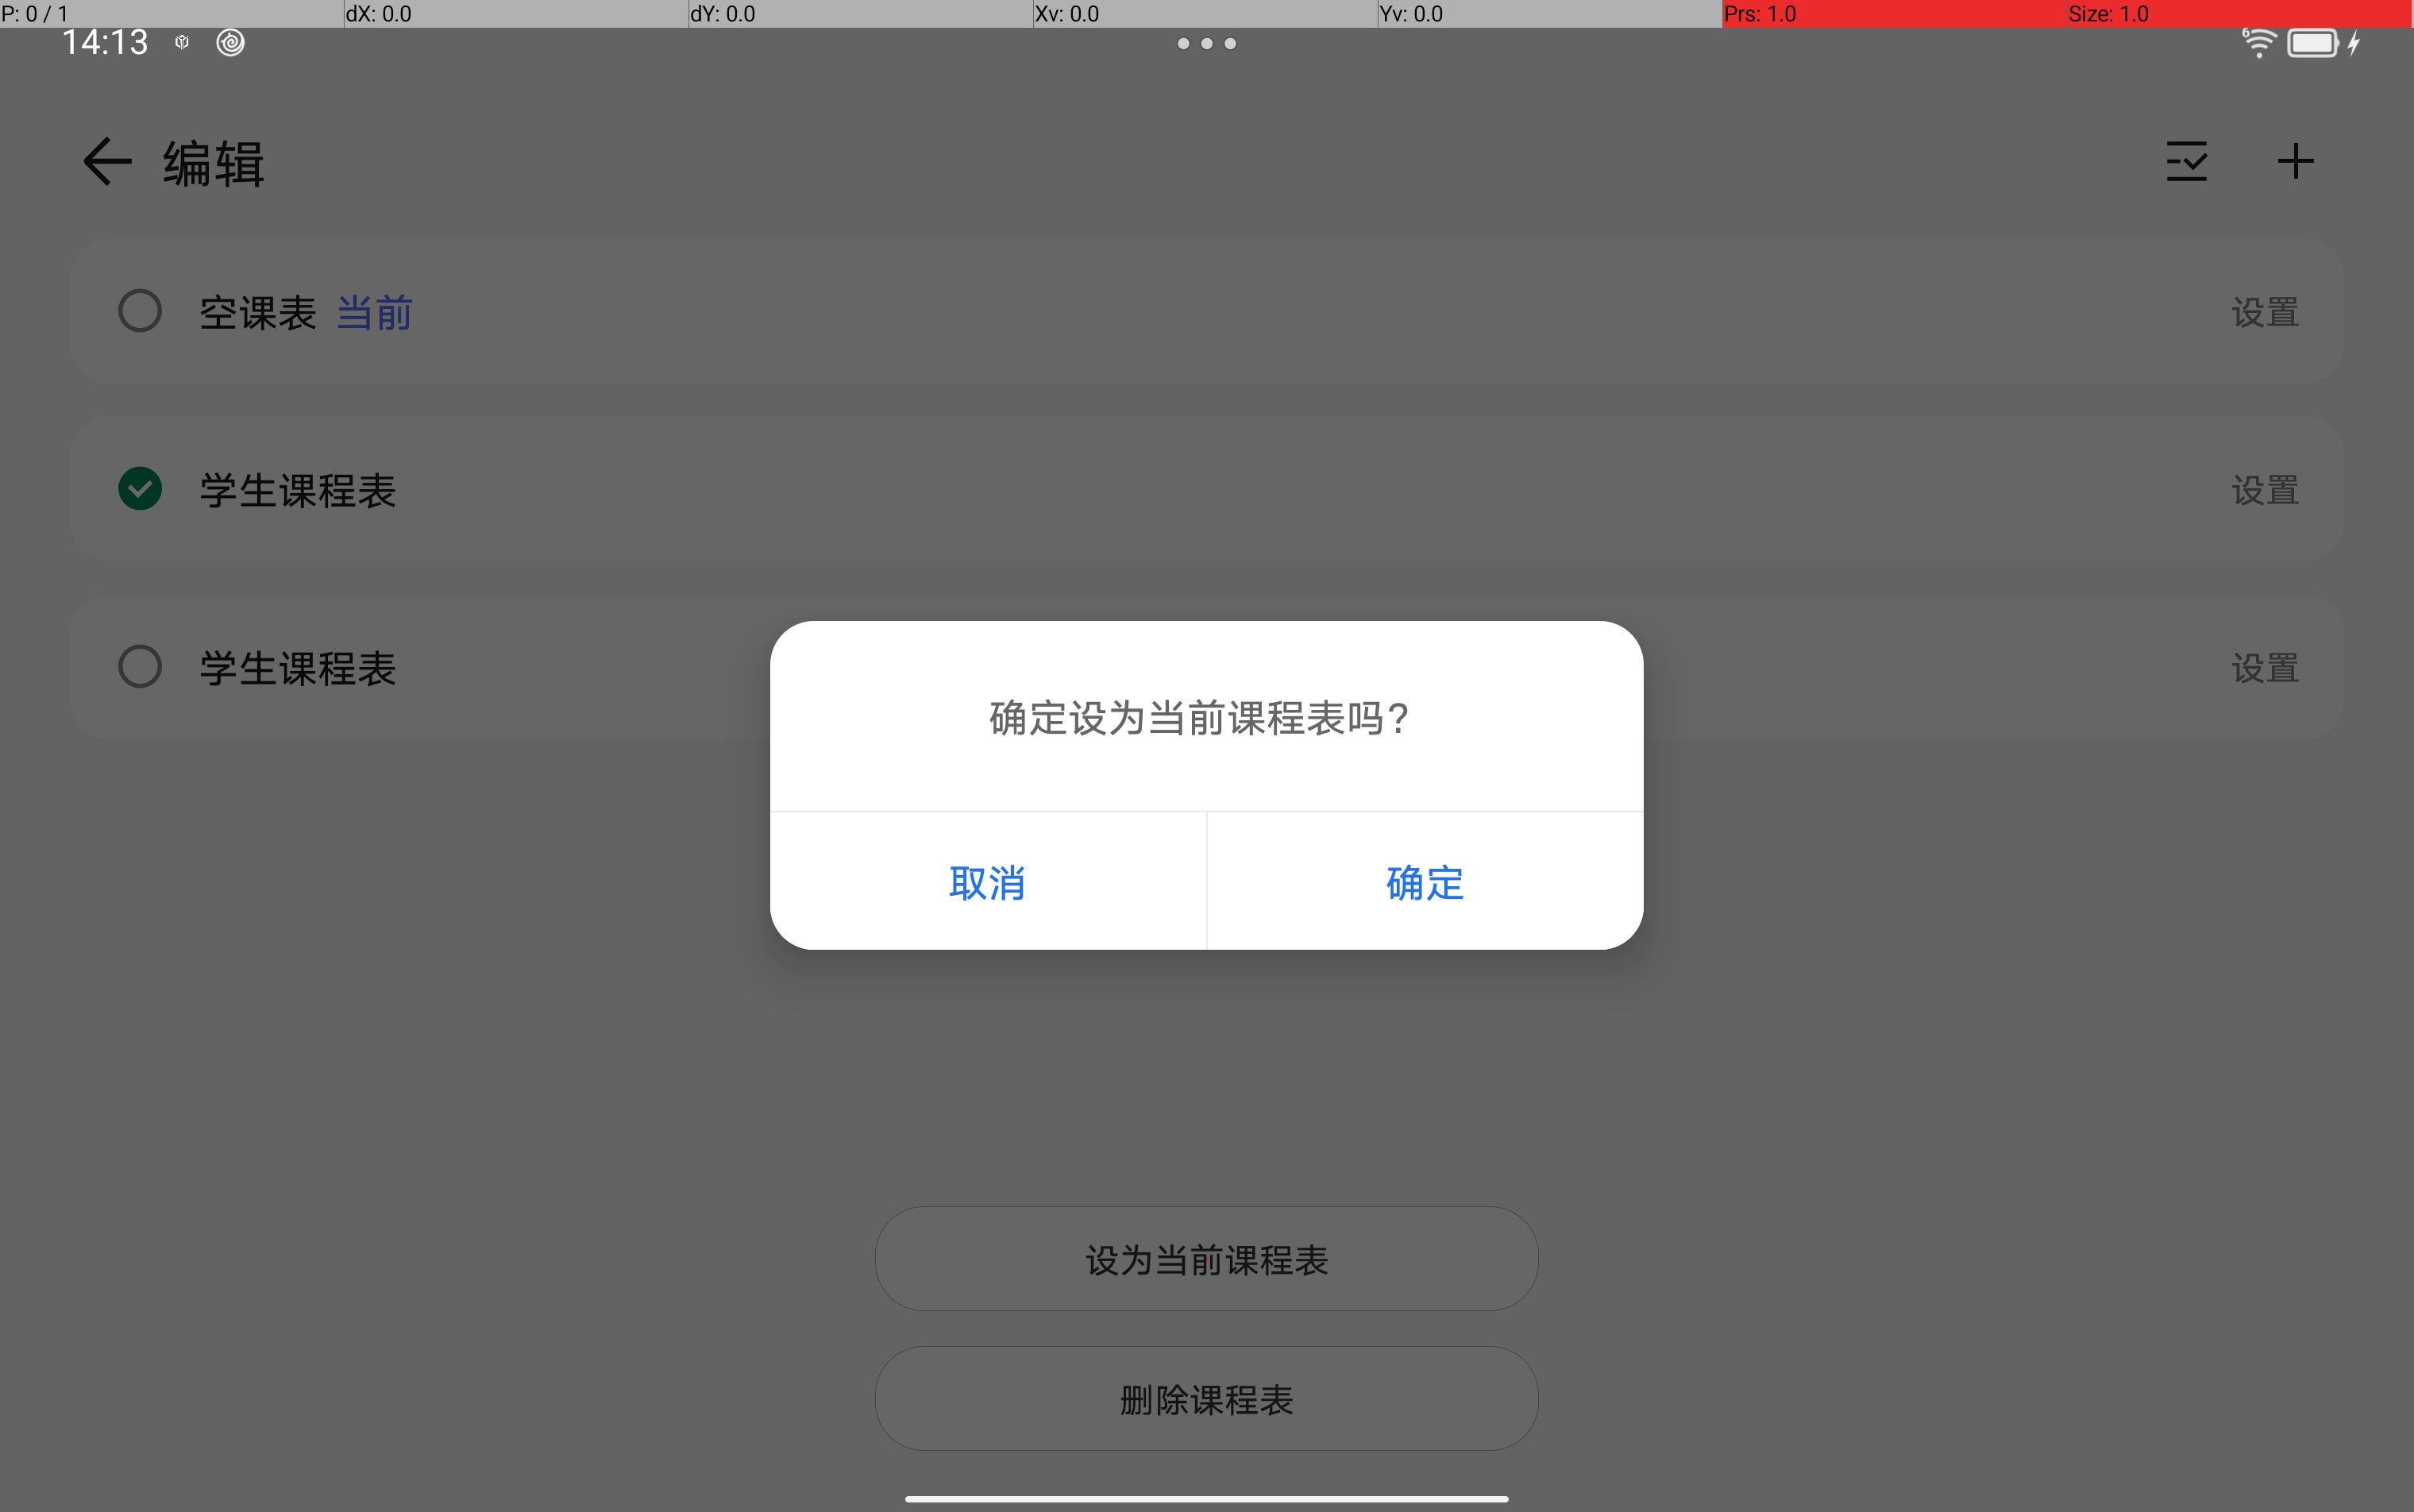 P: 0 / 1 dX: 0.0 dY: 0.0 Xv: 0.0 Yv: 0.0 Prs: 1.0 Size: 1.0
14:13 6
编辑
空课表 当前 设置
学生课程表 设置
学生课程表 设置
确定设为当前课程表吗?
取消 确定
设为当前课程表
删除课程表